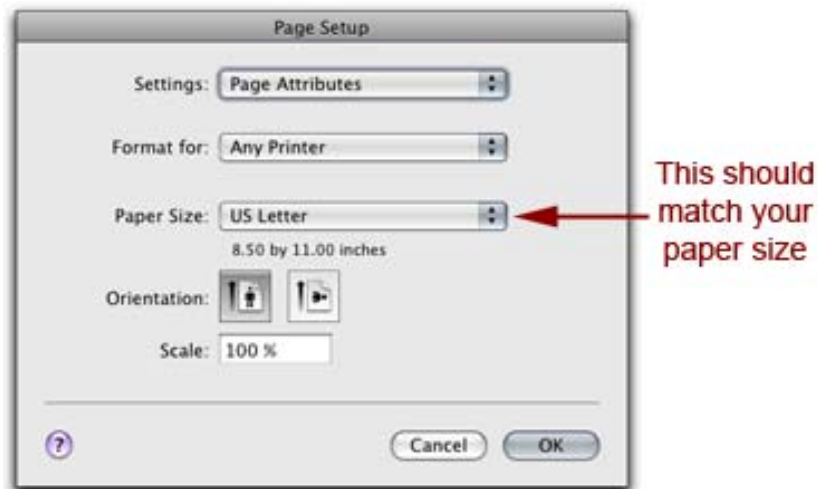 Page Setup
Settings: Page Attributes
Format for: Any Printer
Paper Size: US Letter
8.50 by 11.00 inches
Orientation:
Scale: 100 %
? Cancel OK
This should
match your
paper size